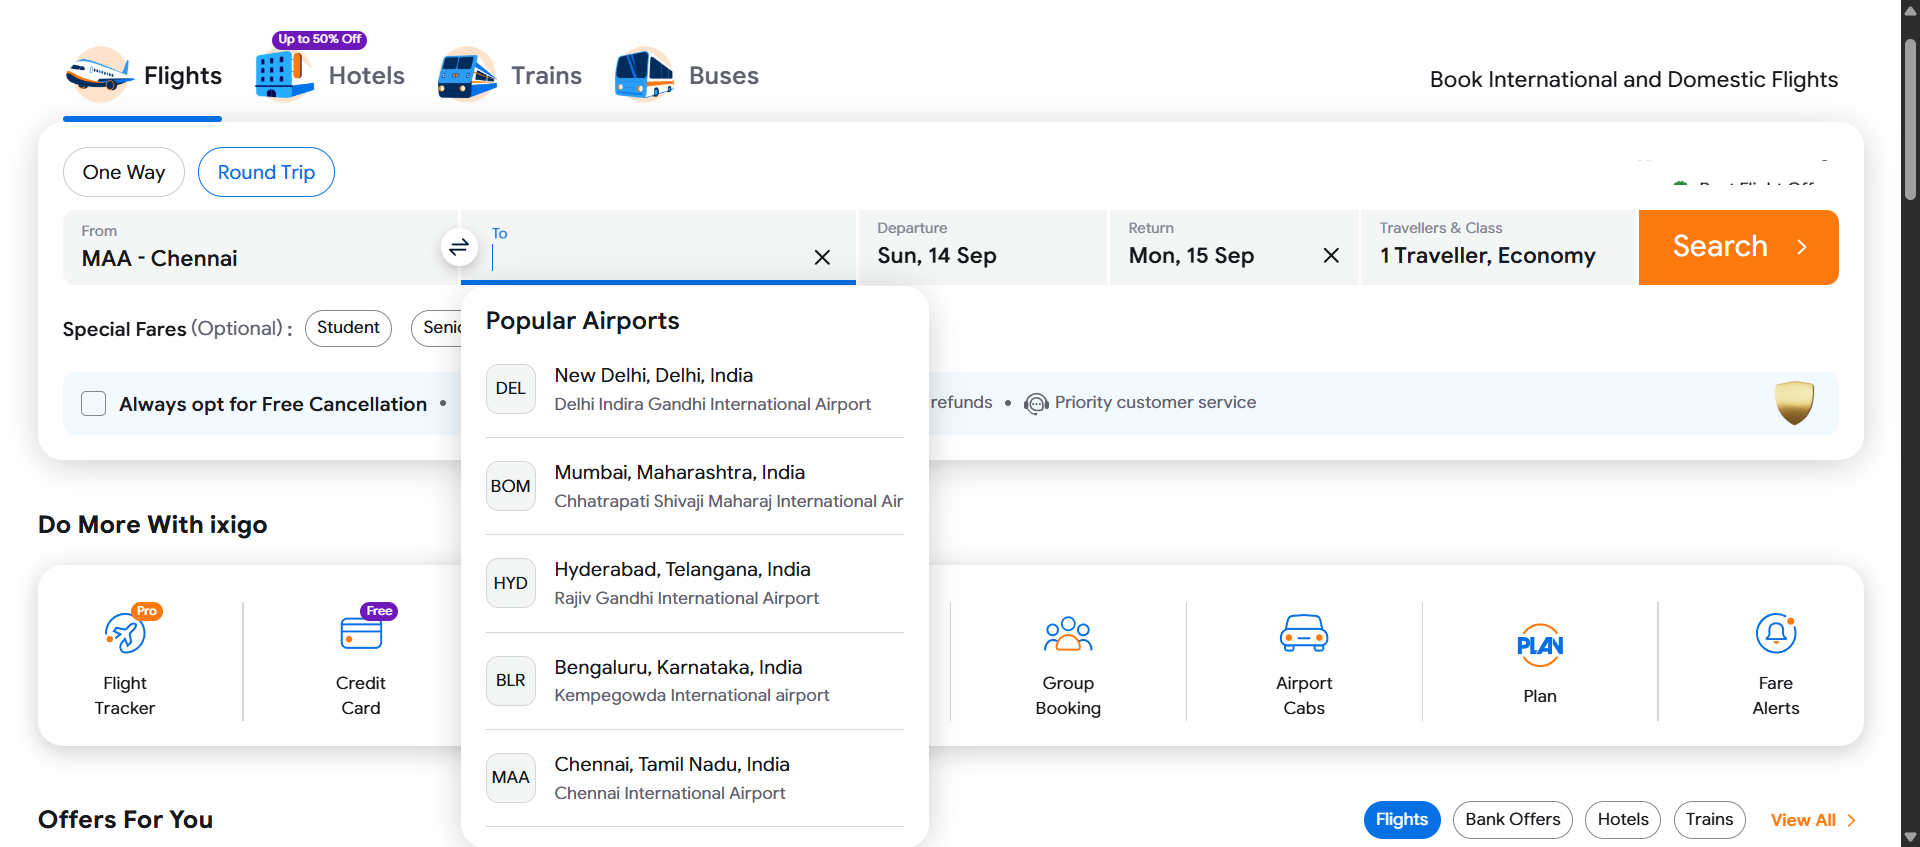 Up to 50% Off
Flights
Hotels
Trains
Buses
Book International and Domestic Flights
One Way
Round Trip
From
MAA - Chennai
To
Departure
Sun, 14 Sep
Return
Mon, 15 Sep
Travellers & Class
1 Traveller, Economy
Search
Special Fares (Optional) :
Student
Popular Airports
DEL
New Delhi, Delhi, India
Delhi Indira Gandhi International Airport
Always opt for Free Cancellation •
refunds • Priority customer service
BOM
Mumbai, Maharashtra, India
Chhatrapati Shivaji Maharaj International Air
HYD
Hyderabad, Telangana, India
Rajiv Gandhi International Airport
BLR
Bengaluru, Karnataka, India
Kempegowda International airport
MAA
Chennai, Tamil Nadu, India
Chennai International Airport
Do More With ixigo
Pro
Flight
Tracker
Free
Credit
Card
Group
Booking
Airport
Cabs
PLAN
Plan
Fare
Alerts
Offers For You
Flights
Bank Offers
Hotels
Trains
View All